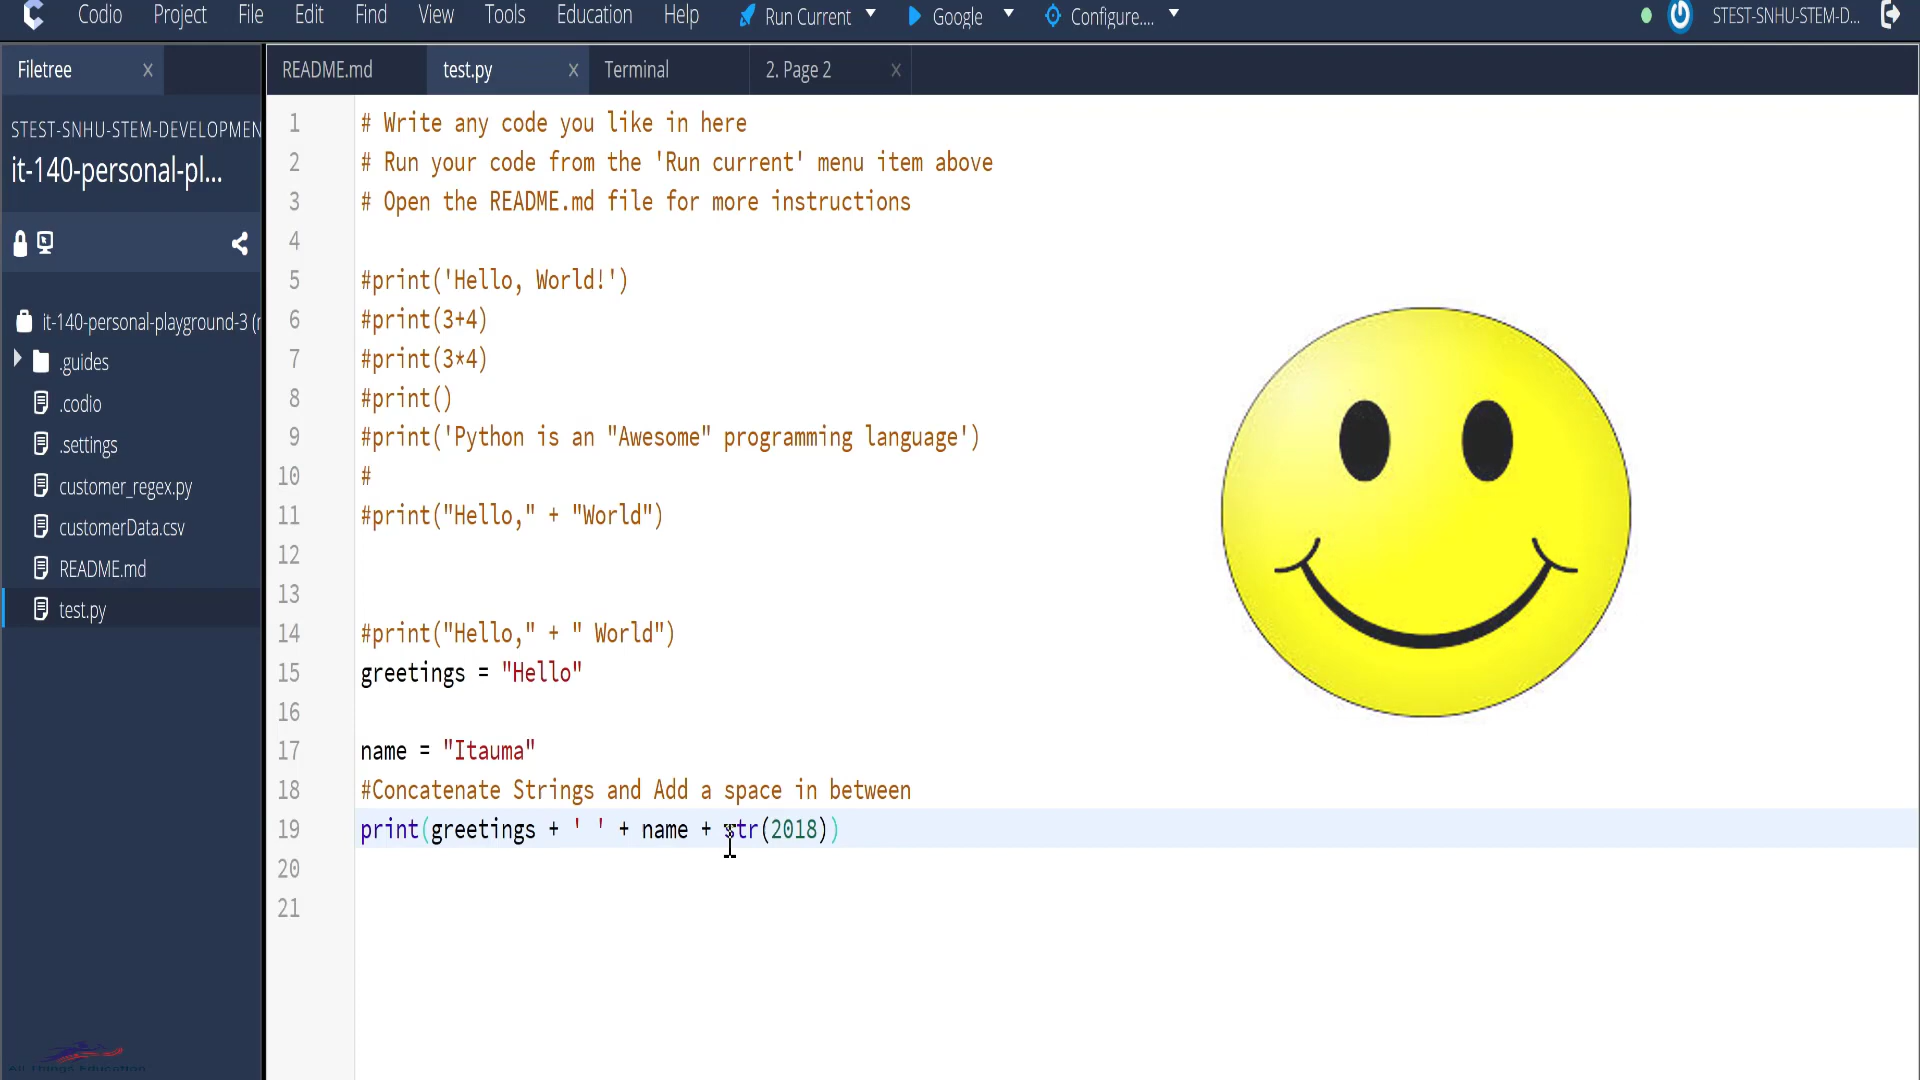 Codio Project File Edit Find View Tools Education Help Run Current Google Configure.... STEST-SNHU-STEM-D...
Filetree README.md test.py Terminal 2. Page 2
STEST-SNHU-STEM-DEVELOPMEN
it-140-personal-pl...
it-140-personal-playground-3 (r
.guides
.codio
.settings
customer_regex.py
customerData.csv
README.md
test.py
1 # Write any code you like in here
2 # Run your code from the 'Run current' menu item above
3 # Open the README.md file for more instructions
4
5 #print('Hello, World!')
6 #print(3+4)
7 #print(3*4)
8 #print()
9 #print('Python is an "Awesome" programming language')
10 #
11 #print("Hello," + "World")
12
13
14 #print("Hello," + " World")
15 greetings = "Hello"
16
17 name = "Itauma"
18 #Concatenate Strings and Add a space in between
19 print(greetings + ' ' + name + str(2018))
20
21
All Things Education